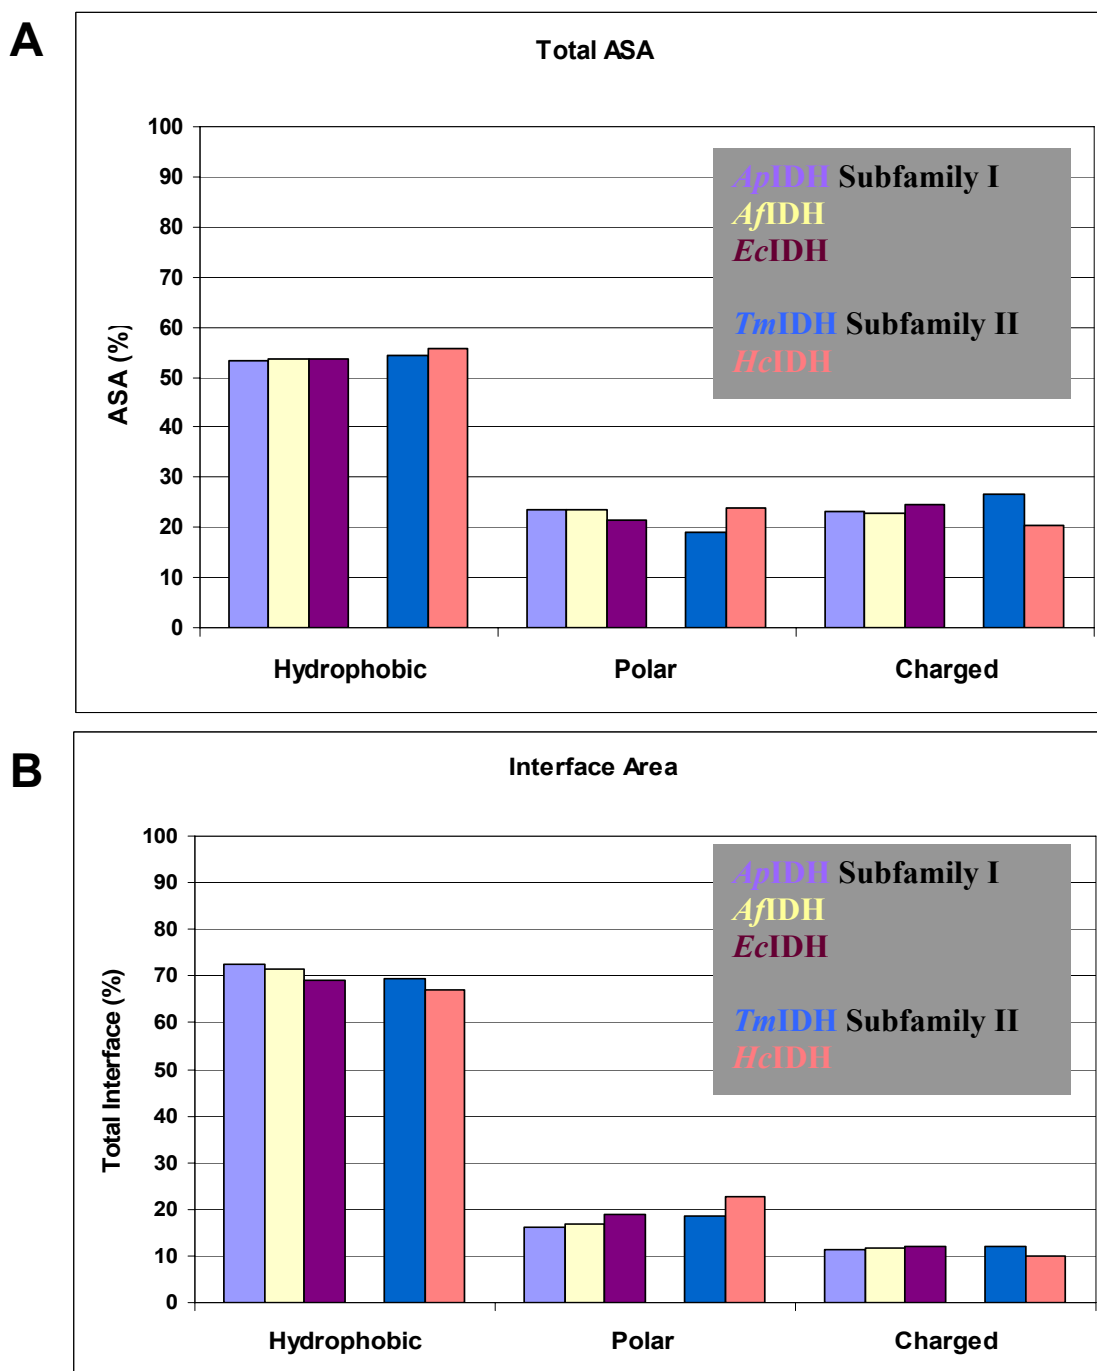 A
Total ASA
ASA (%)
100
90
80
70
60
50
40
30
20
10
0
ApIDH Subfamily I
AfIDH
EcIDH
TmIDH Subfamily II
HcIDH
Hydrophobic Polar Charged
B
Interface Area
Total Interface (%)
100
90
80
70
60
50
40
30
20
10
0
ApIDH Subfamily I
AfIDH
EcIDH
TmIDH Subfamily II
HcIDH
Hydrophobic Polar Charged